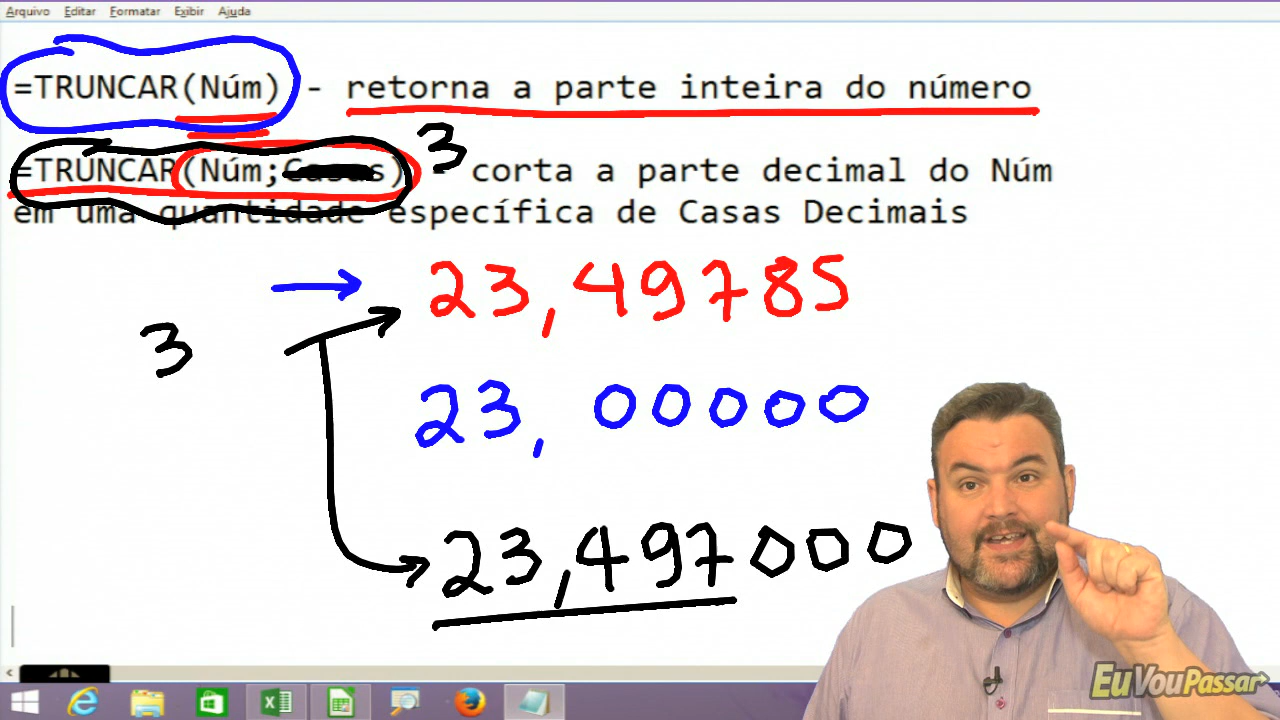 Arquivo Editar Formatar Exibir Ajuda
=TRUNCAR(Núm) - retorna a parte inteira do número
3
=TRUNCAR(Núm;Casas) - corta a parte decimal do Núm
em uma quantidade específica de Casas Decimais
23,49785
3
23,00000
23,497000
EuVouPassar